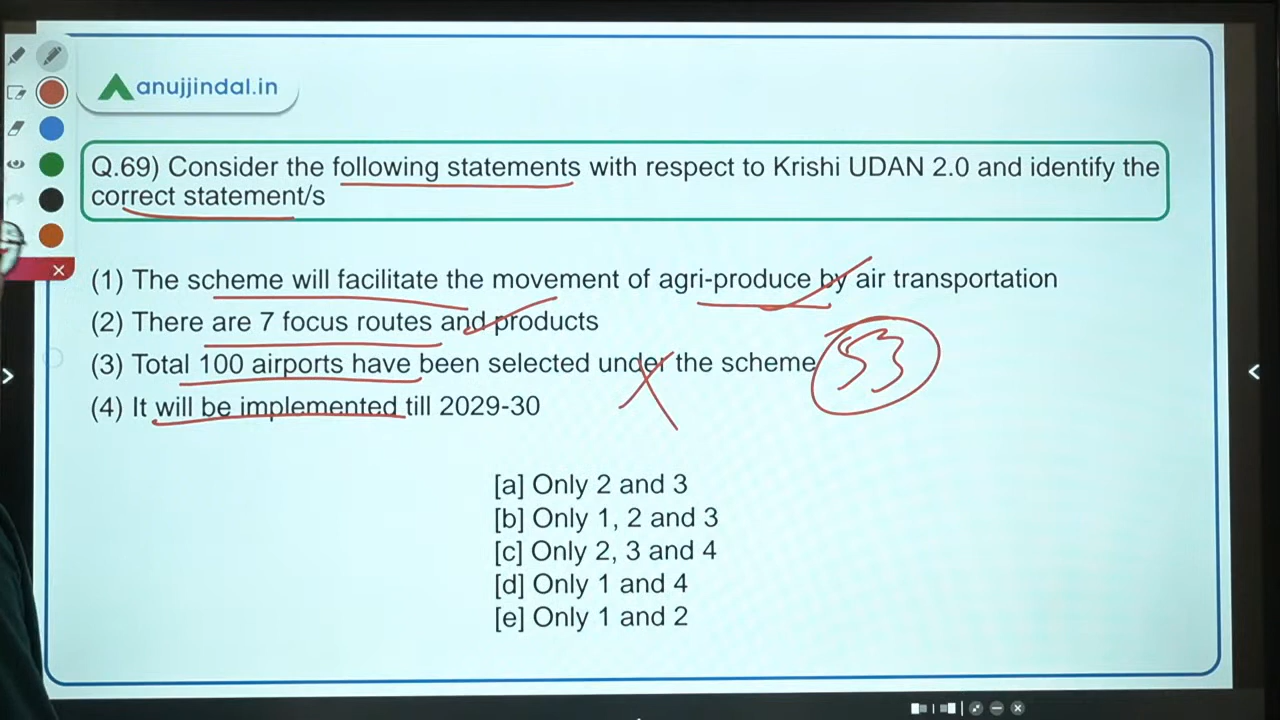 anujjindal.in
Q.69) Consider the following statements with respect to Krishi UDAN 2.0 and identify the
correct statement/s
(1) The scheme will facilitate the movement of agri-produce by air transportation
(2) There are 7 focus routes and products
(3) Total 100 airports have been selected under the scheme 53
(4) It will be implemented till 2029-30
[a] Only 2 and 3
[b] Only 1, 2 and 3
[c] Only 2, 3 and 4
[d] Only 1 and 4
[e] Only 1 and 2